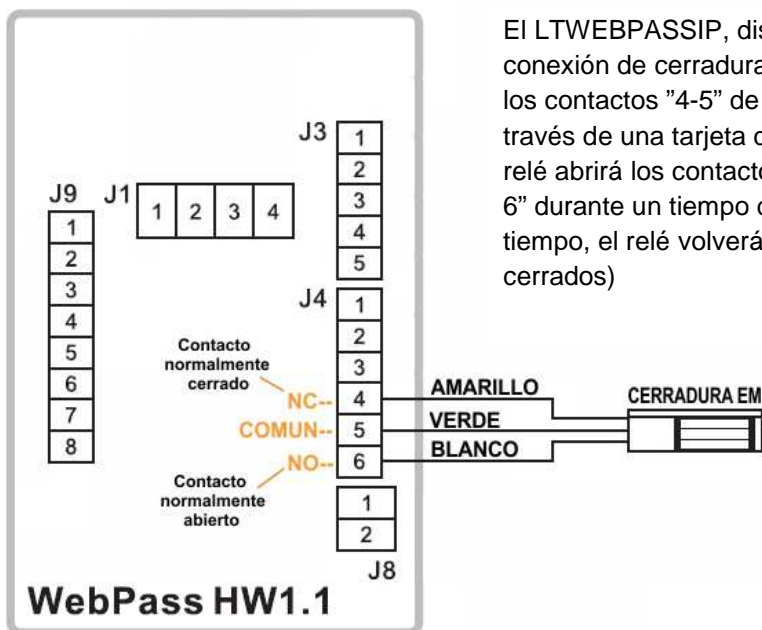 El LTWEBPASSIP,
conexión de cerradura
los contactos "4-5" de
través de una tarjeta
relé abrirá los contacto
6" durante un tiempo
tiempo, el relé volverá
cerrados)
J3
1
2
3
4
5
J9
1
2
3
4
5
6
7
8
J1
1 2 3 4
J4
1
2
3
4
5
6
Contacto
normalmente
cerrado
NC--
COMUN--
NO--
Contacto
normalmente
abierto
AMARILLO
VERDE
BLANCO
CERRADURA EM
1
2
J8
WebPass HW1.1